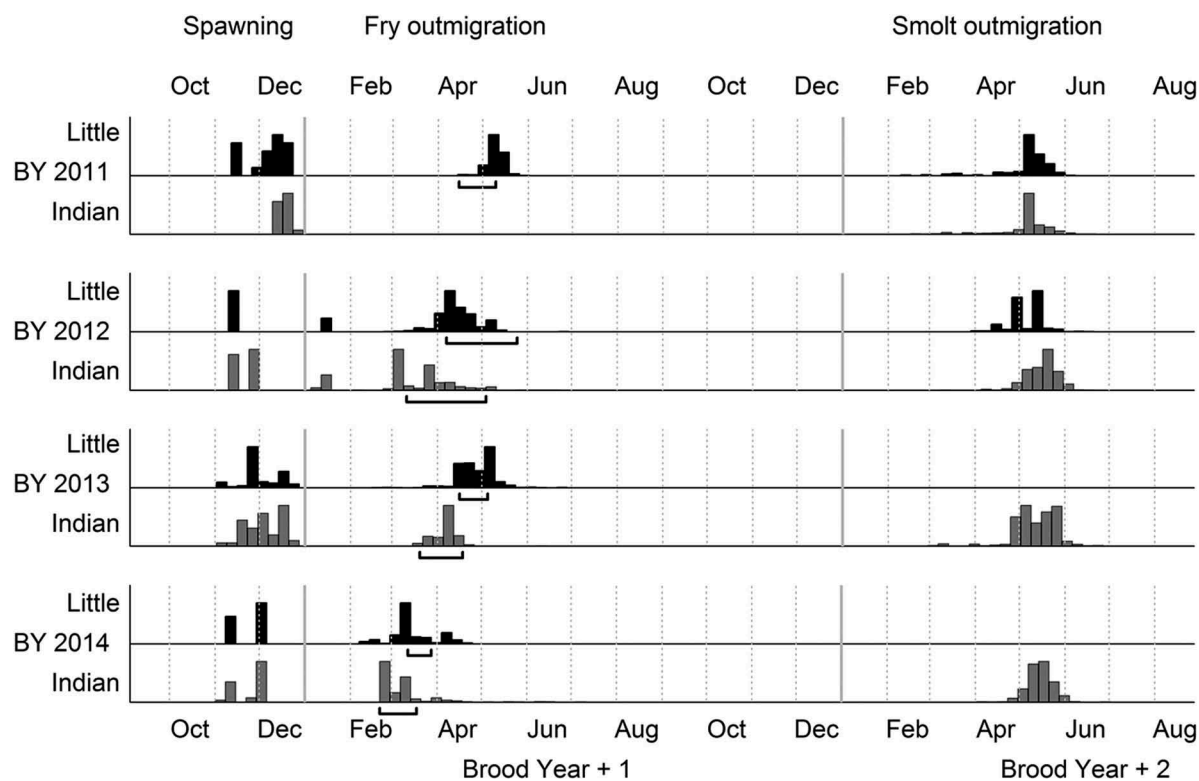 Spawning Fry outmigration Smolt outmigration
Oct Dec Feb Apr Jun Aug Oct Dec Feb Apr Jun Aug
Little
BY 2011
Indian
Little
BY 2012
Indian
Little
BY 2013
Indian
Little
BY 2014
Indian
Oct Dec Feb Apr Jun Aug Oct Dec Feb Apr Jun Aug
Brood Year + 1 Brood Year + 2